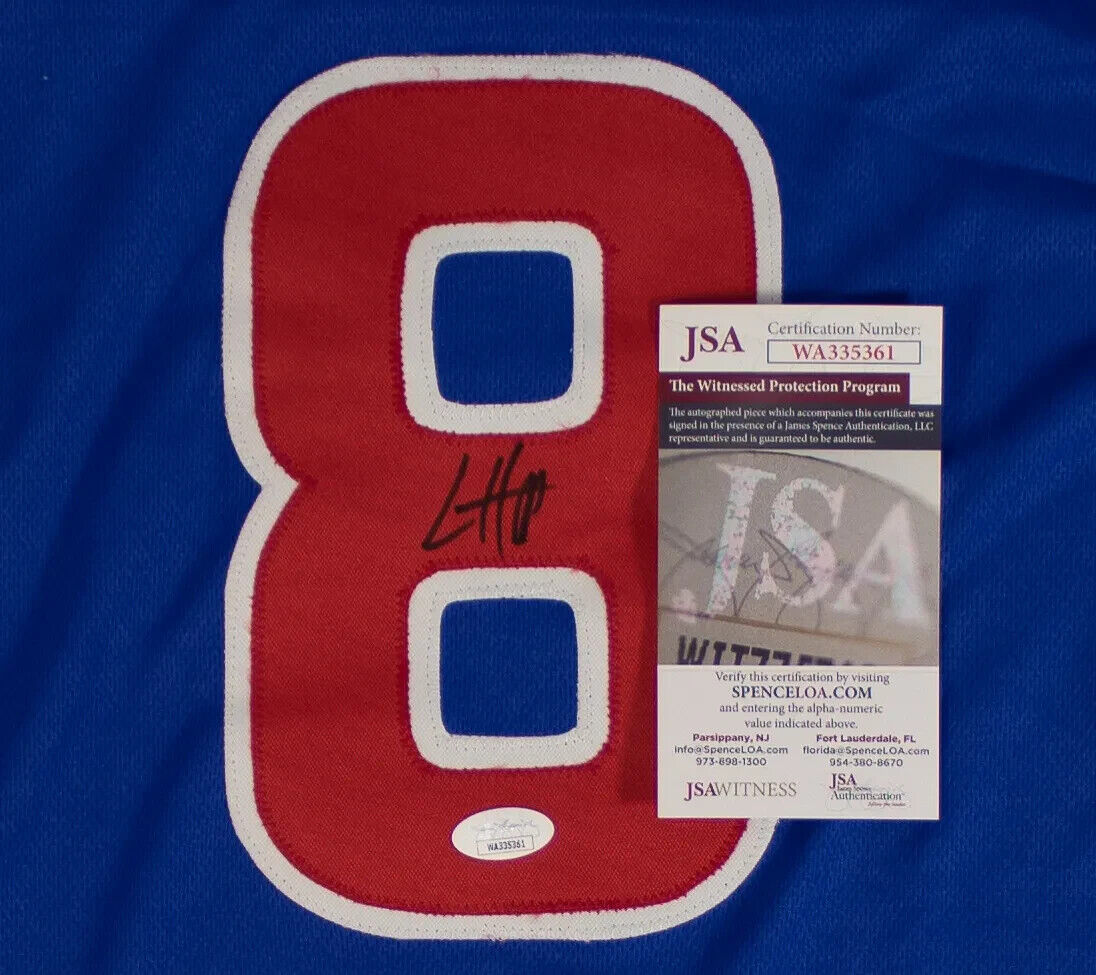 8
JSA
Certification Number:
WA335361
The Witnessed Protection Program
The autographed piece which accompanies this certificate was
signed in the presence of a James Spence Authentication, LLC
representative and is guaranteed to be authentic.
JSA
Verify this certification by visiting
SPENCELOA.COM
and entering the alpha-numeric
value indicated above.
Parsippany, NJ
info@SpenceLOA.com
973-898-1300
Fort Lauderdale, FL
florida@SpenceLOA.com
954-380-8670
JSAWITNESS
JSA
James Spence
Authentication
WA335361